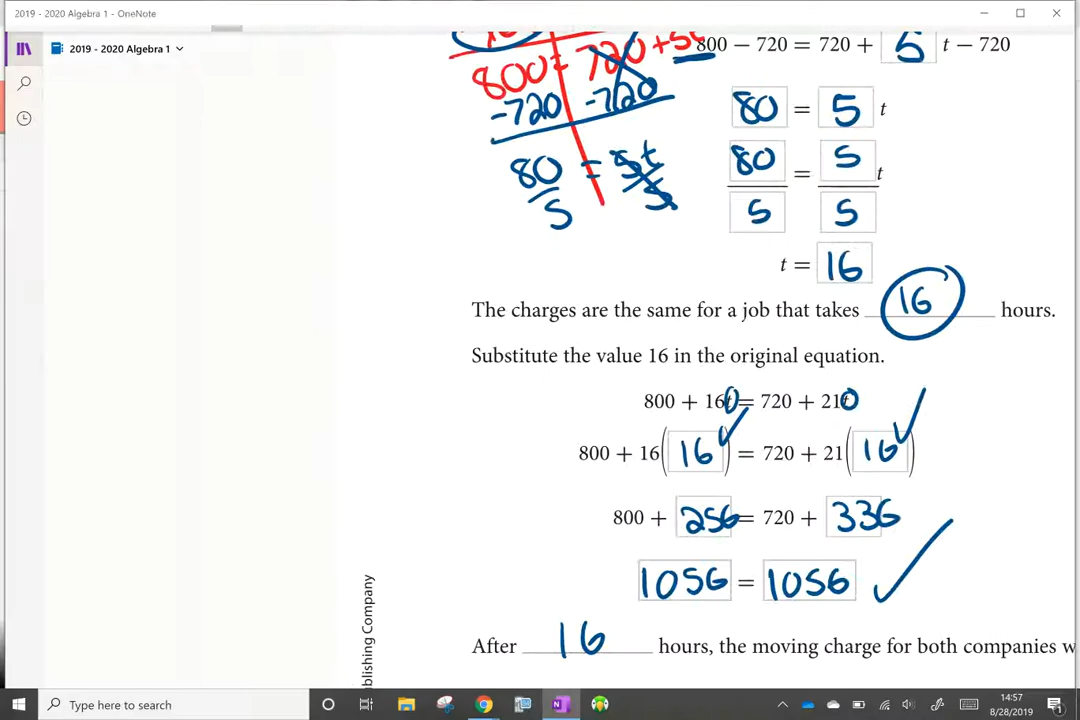 2019 - 2020 Algebra 1 - OneNote
2019 - 2020 Algebra 1
800 = 720 + 5t
-720 -720
80 = 5t
5 5
800 − 720 = 720 + 5 t − 720
80 = 5 t
80 = 5 t
5 5
t = 16
The charges are the same for a job that takes 16 hours.
Substitute the value 16 in the original equation.
800 + 16t = 720 + 21t
800 + 16(16) = 720 + 21(16)
800 + 256 = 720 + 336
1056 = 1056
After 16 hours, the moving charge for both companies w
blishing Company
Type here to search
14:57
8/28/2019
1